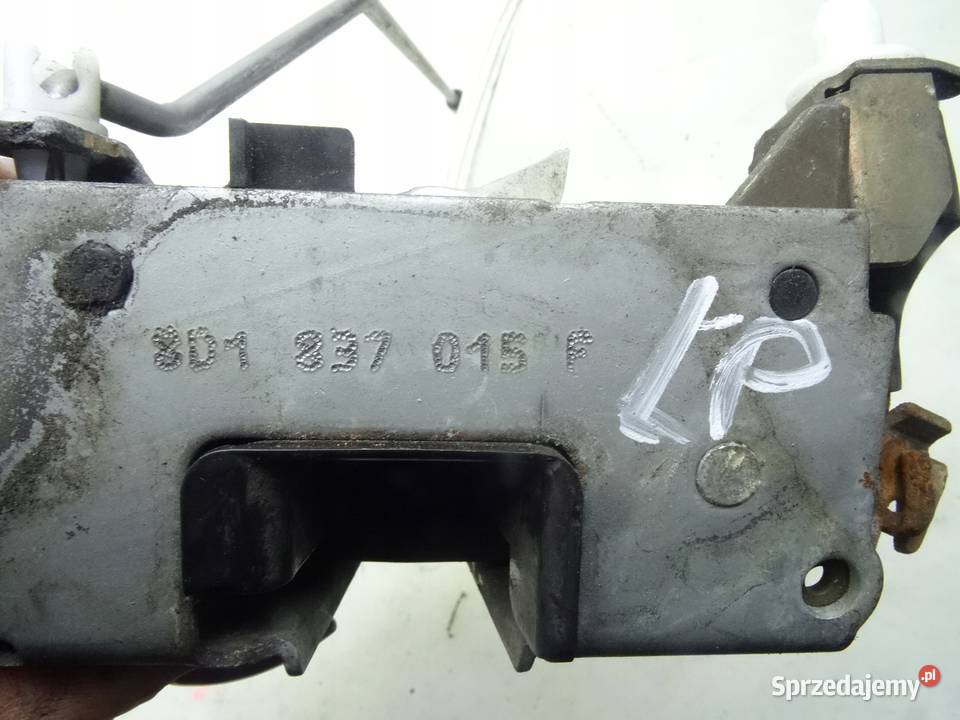 8D1 837 015 F
LP
Sprzedajemy.pl